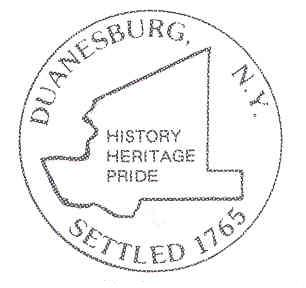 DUANESBURG, N.Y.
HISTORY
HERITAGE
PRIDE
SETTLED 1765